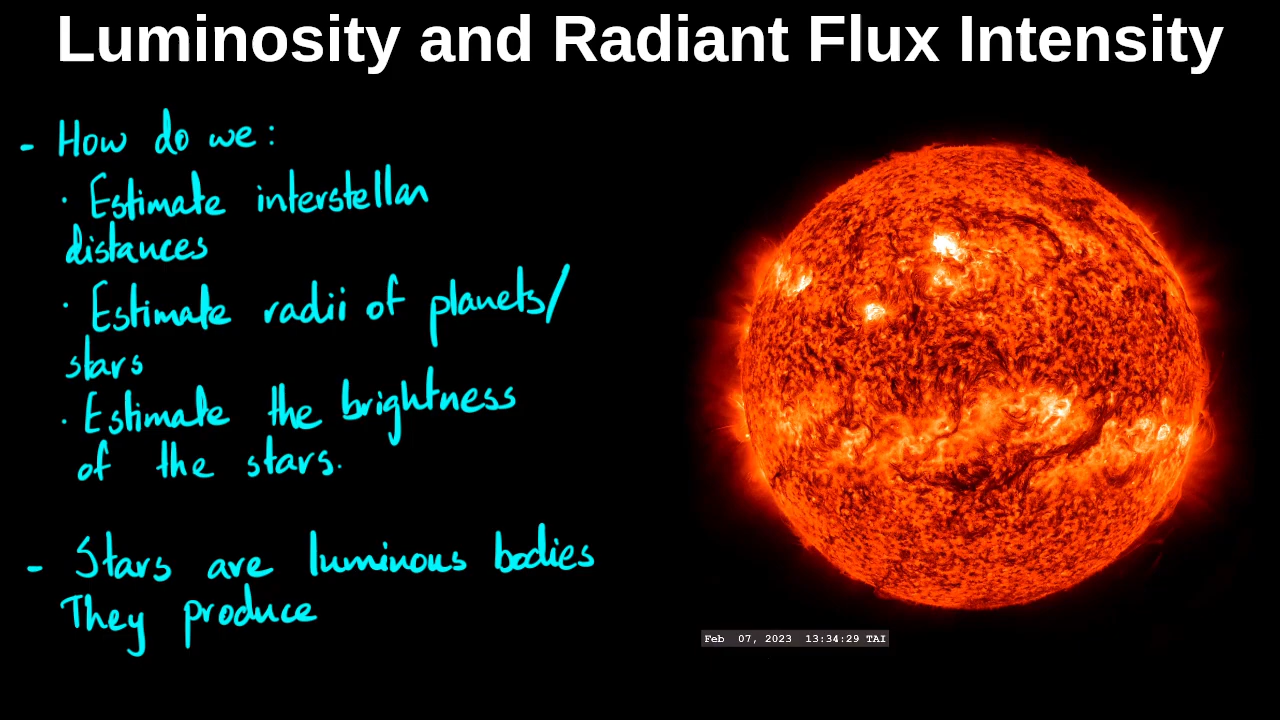 Luminosity and Radiant Flux Intensity
- How do we:
· Estimate interstellar
distances
· Estimate radii of planets/
stars
· Estimate the brightness
of the stars.
- Stars are luminous bodies
They produce
Feb 07, 2023 13:34:29 TAI